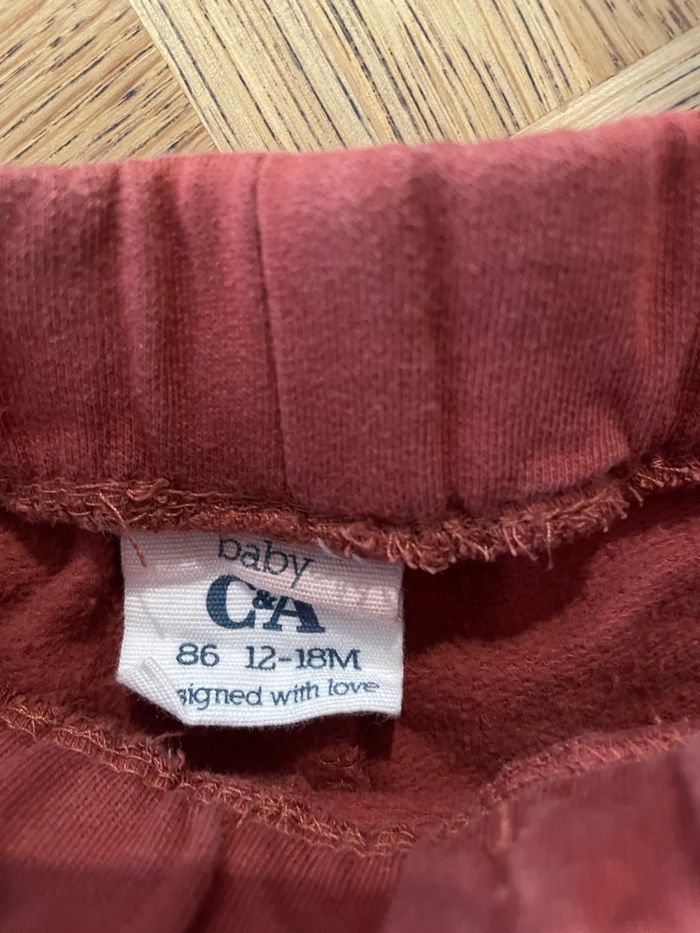 baby
C&A
86 12-18M
signed with love